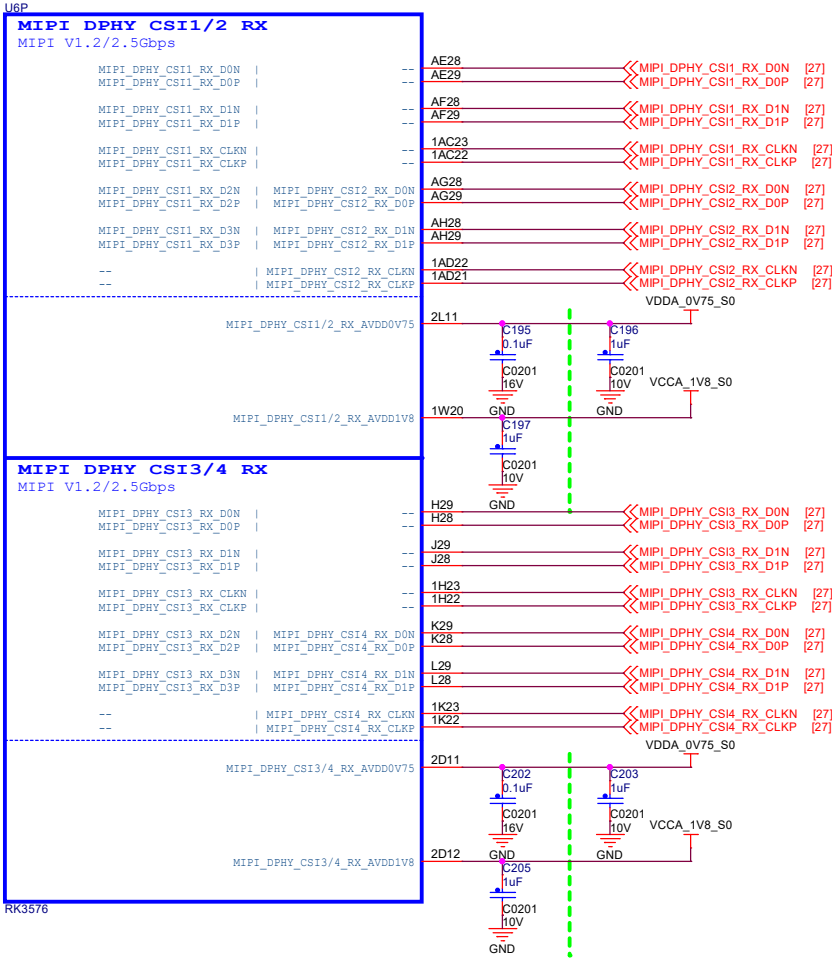 U6P
MIPI DPHY CSI1/2 RX
MIPI V1.2/2.5Gbps
MIPI_DPHY_CSI1_RX_D0N | -- AE28 MIPI_DPHY_CSI1_RX_D0N [27]
MIPI_DPHY_CSI1_RX_D0P | -- AE29 MIPI_DPHY_CSI1_RX_D0P [27]
MIPI_DPHY_CSI1_RX_D1N | -- AF28 MIPI_DPHY_CSI1_RX_D1N [27]
MIPI_DPHY_CSI1_RX_D1P | -- AF29 MIPI_DPHY_CSI1_RX_D1P [27]
MIPI_DPHY_CSI1_RX_CLKN | -- 1AC23 MIPI_DPHY_CSI1_RX_CLKN [27]
MIPI_DPHY_CSI1_RX_CLKP | -- 1AC22 MIPI_DPHY_CSI1_RX_CLKP [27]
MIPI_DPHY_CSI1_RX_D2N | MIPI_DPHY_CSI2_RX_D0N AG28 MIPI_DPHY_CSI2_RX_D0N [27]
MIPI_DPHY_CSI1_RX_D2P | MIPI_DPHY_CSI2_RX_D0P AG29 MIPI_DPHY_CSI2_RX_D0P [27]
MIPI_DPHY_CSI1_RX_D3N | MIPI_DPHY_CSI2_RX_D1N AH28 MIPI_DPHY_CSI2_RX_D1N [27]
MIPI_DPHY_CSI1_RX_D3P | MIPI_DPHY_CSI2_RX_D1P AH29 MIPI_DPHY_CSI2_RX_D1P [27]
-- | MIPI_DPHY_CSI2_RX_CLKN 1AD22 MIPI_DPHY_CSI2_RX_CLKN [27]
-- | MIPI_DPHY_CSI2_RX_CLKP 1AD21 MIPI_DPHY_CSI2_RX_CLKP [27]
VDDA_0V75_S0
MIPI_DPHY_CSI1/2_RX_AVDD0V75 2L11
C195 C196
0.1uF 1uF
C0201 C0201
16V 10V VCCA_1V8_S0
GND GND
MIPI_DPHY_CSI1/2_RX_AVDD1V8 1W20
C197
1uF
C0201
10V
GND
MIPI DPHY CSI3/4 RX
MIPI V1.2/2.5Gbps
MIPI_DPHY_CSI3_RX_D0N | -- H29 MIPI_DPHY_CSI3_RX_D0N [27]
MIPI_DPHY_CSI3_RX_D0P | -- H28 MIPI_DPHY_CSI3_RX_D0P [27]
MIPI_DPHY_CSI3_RX_D1N | -- J29 MIPI_DPHY_CSI3_RX_D1N [27]
MIPI_DPHY_CSI3_RX_D1P | -- J28 MIPI_DPHY_CSI3_RX_D1P [27]
MIPI_DPHY_CSI3_RX_CLKN | -- 1H23 MIPI_DPHY_CSI3_RX_CLKN [27]
MIPI_DPHY_CSI3_RX_CLKP | -- 1H22 MIPI_DPHY_CSI3_RX_CLKP [27]
MIPI_DPHY_CSI3_RX_D2N | MIPI_DPHY_CSI4_RX_D0N K29 MIPI_DPHY_CSI4_RX_D0N [27]
MIPI_DPHY_CSI3_RX_D2P | MIPI_DPHY_CSI4_RX_D0P K28 MIPI_DPHY_CSI4_RX_D0P [27]
MIPI_DPHY_CSI3_RX_D3N | MIPI_DPHY_CSI4_RX_D1N L29 MIPI_DPHY_CSI4_RX_D1N [27]
MIPI_DPHY_CSI3_RX_D3P | MIPI_DPHY_CSI4_RX_D1P L28 MIPI_DPHY_CSI4_RX_D1P [27]
-- | MIPI_DPHY_CSI4_RX_CLKN 1K23 MIPI_DPHY_CSI4_RX_CLKN [27]
-- | MIPI_DPHY_CSI4_RX_CLKP 1K22 MIPI_DPHY_CSI4_RX_CLKP [27]
VDDA_0V75_S0
MIPI_DPHY_CSI3/4_RX_AVDD0V75 2D11
C202 C203
0.1uF 1uF
C0201 C0201
16V 10V VCCA_1V8_S0
GND GND
MIPI_DPHY_CSI3/4_RX_AVDD1V8 2D12
C205
1uF
C0201
10V
GND
RK3576